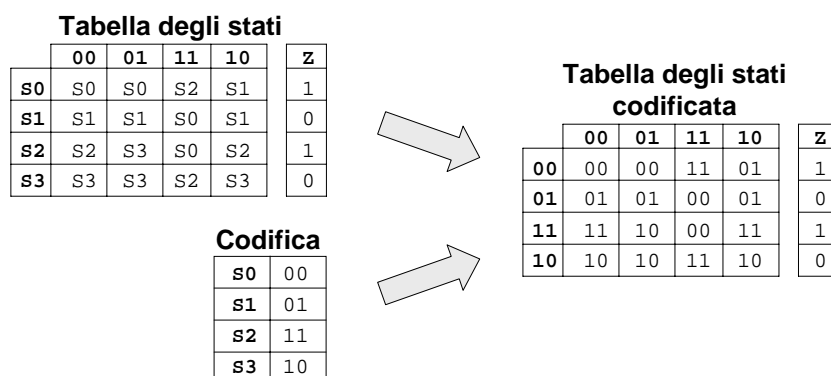 Tabella degli stati
00 01 11 10 Z
S0 S0 S0 S2 S1 1
S1 S1 S1 S0 S1 0
S2 S2 S3 S0 S2 1
S3 S3 S3 S2 S3 0
Codifica
S0 00
S1 01
S2 11
S3 10
Tabella degli stati
codificata
00 01 11 10 Z
00 00 00 11 01 1
01 01 01 00 01 0
11 11 10 00 11 1
10 10 10 11 10 0